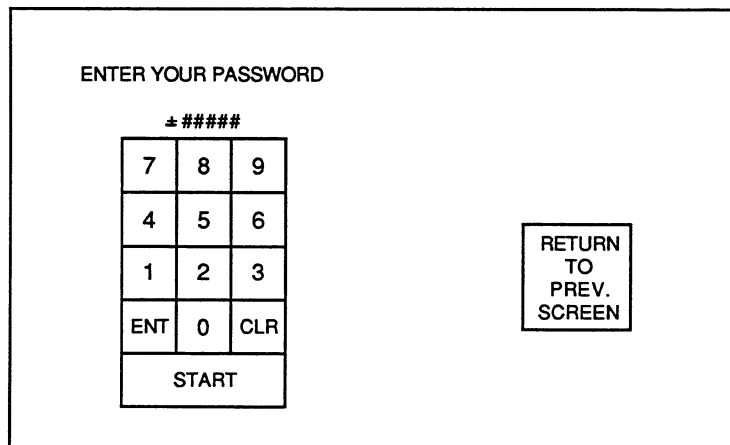 ENTER YOUR PASSWORD
±#####
7 8 9
4 5 6
1 2 3
ENT 0 CLR
START
RETURN
TO
PREV.
SCREEN